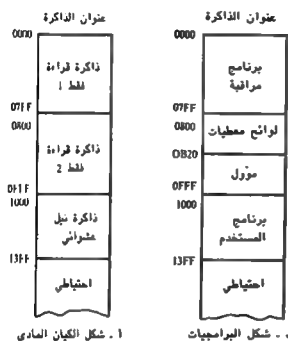 عنوان الذاكرة
0000
برنامج
مراقبة
07FF
0800
لوائح معطيات
0B20
مؤول
0FFF
1000
برنامج
المستخدم
13FF
احتياطي
ب . شكل البرامجيات
عنوان الذاكرة
0000
ذاكرة قراءة
فقط 1
07FF
0800
ذاكرة قراءة
فقط 2
0F1F
1000
ذاكرة نيل
عشوائي
13FF
احتياطي
أ . شكل الكيان المادي